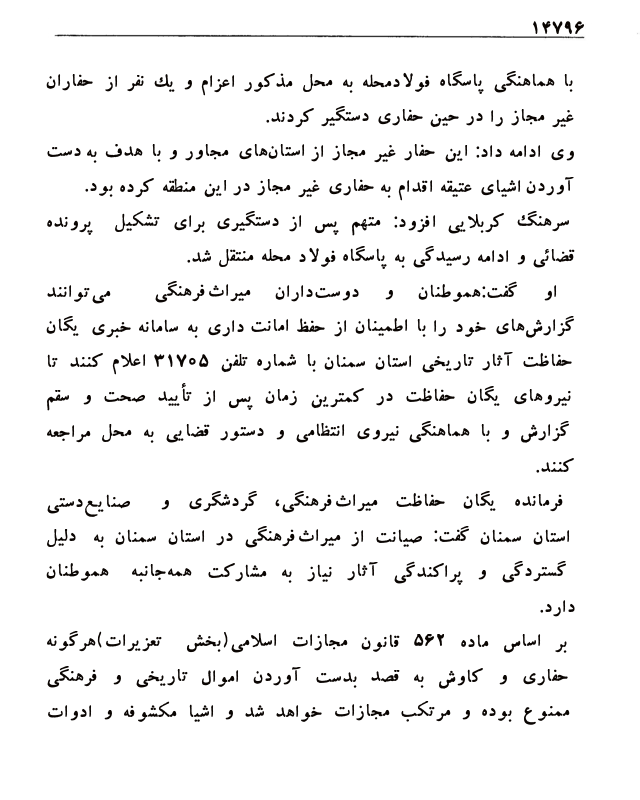 ۱۴۷۹۶
با هماهنگی پاسگاه فولادمحله به محل مذکور اعزام و یك نفر از حفاران
غیر مجاز را در حین حفاری دستگیر کردند.
وی ادامه داد: این حفار غیر مجاز از استان‌های مجاور و با هدف به دست
آوردن اشیای عتیقه اقدام به حفاری غیر مجاز در این منطقه کرده بود.
سرهنگ کربلایی افزود: متهم پس از دستگیری برای تشکیل پرونده
قضائی و ادامه رسیدگی به پاسگاه فولاد محله منتقل شد.
او گفت:هموطنان و دوست‌داران میراث‌فرهنگی می‌توانند
گزارش‌های خود را با اطمینان از حفظ امانت داری به سامانه خبری یگان
حفاظت آثار تاریخی استان سمنان با شماره تلفن ۳۱۷۰۵ اعلام کنند تا
نیروهای یگان حفاظت در کمترین زمان پس از تأیید صحت و سقم
گزارش و با هماهنگی نیروی انتظامی و دستور قضایی به محل مراجعه
کنند.
فرمانده یگان حفاظت میراث‌فرهنگی، گردشگری و صنایع‌دستی
استان سمنان گفت: صیانت از میراث‌فرهنگی در استان سمنان به دلیل
گستردگی و پراکندگی آثار نیاز به مشارکت همه‌جانبه هموطنان
دارد.
بر اساس ماده ۵۶۲ قانون مجازات اسلامی(بخش تعزیرات)هرگونه
حفاری و کاوش به قصد بدست آوردن اموال تاریخی و فرهنگی
ممنوع بوده و مرتکب مجازات خواهد شد و اشیا مکشوفه و ادوات